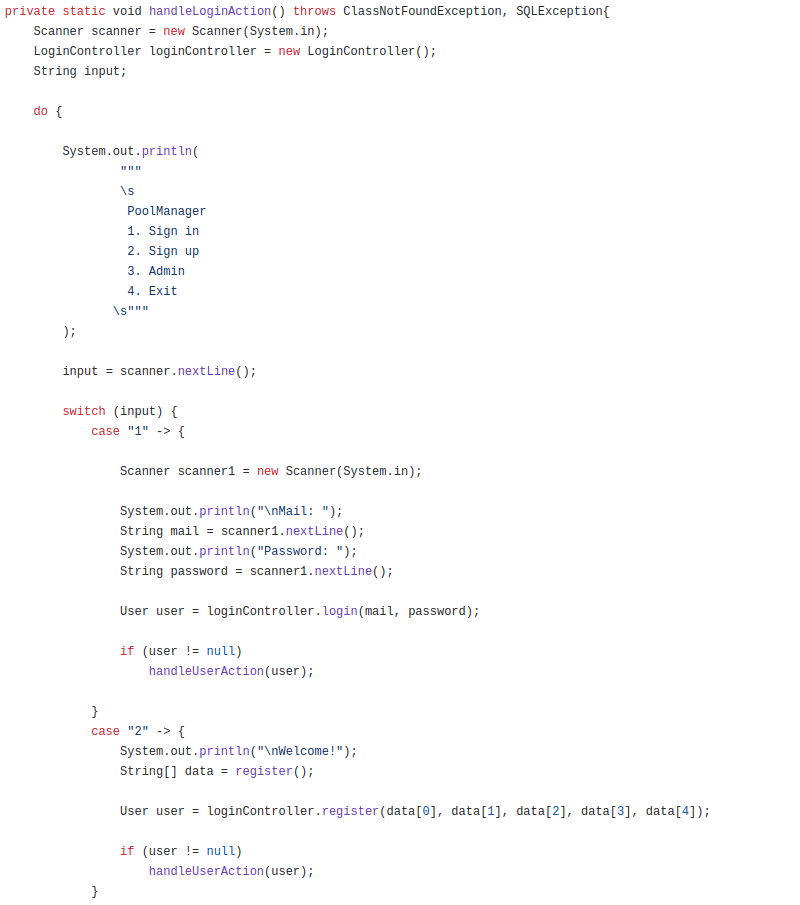 private static void handleLoginAction() throws ClassNotFoundException, SQLException{
    Scanner scanner = new Scanner(System.in);
    LoginController loginController = new LoginController();
    String input;

    do {

        System.out.println(
                """
                \s
                 PoolManager
                 1. Sign in
                 2. Sign up
                 3. Admin
                 4. Exit
               \s"""
        );

        input = scanner.nextLine();

        switch (input) {
            case "1" -> {

                Scanner scanner1 = new Scanner(System.in);

                System.out.println("\nMail: ");
                String mail = scanner1.nextLine();
                System.out.println("Password: ");
                String password = scanner1.nextLine();

                User user = loginController.login(mail, password);

                if (user != null)
                    handleUserAction(user);

            }
            case "2" -> {
                System.out.println("\nWelcome!");
                String[] data = register();

                User user = loginController.register(data[0], data[1], data[2], data[3], data[4]);

                if (user != null)
                    handleUserAction(user);
            }